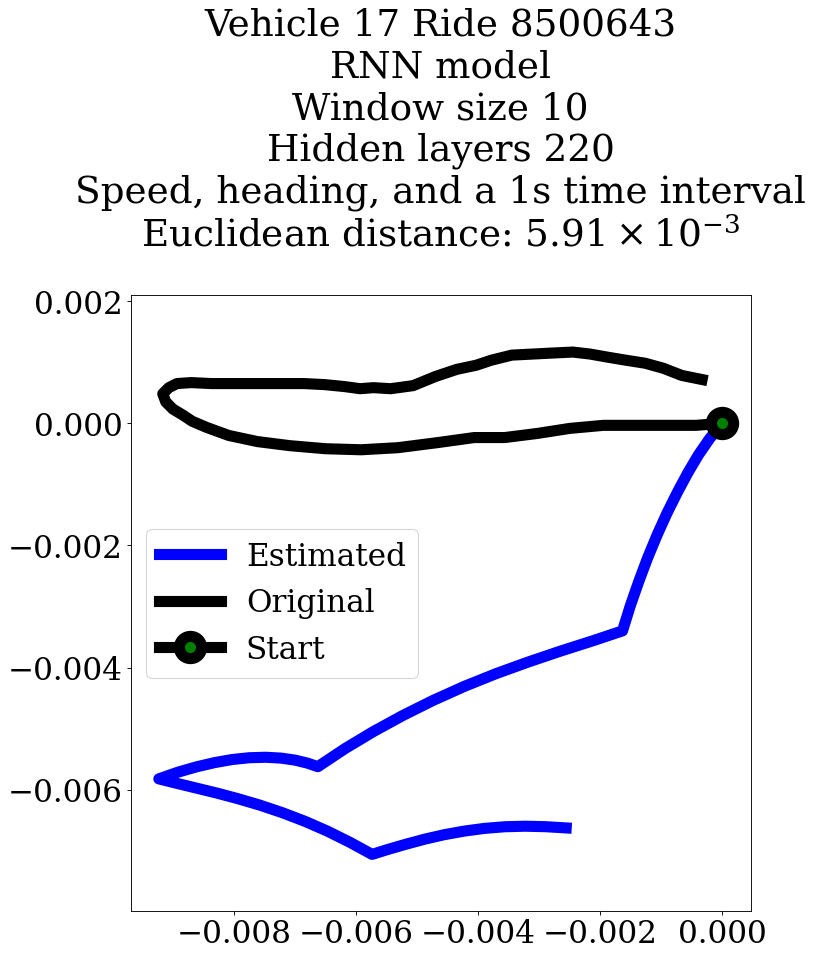 Vehicle 17 Ride 8500643
RNN model
Window size 10
Hidden layers 220
Speed, heading, and a 1s time interval
Euclidean distance: 5.91 × 10⁻³
0.002
0.000
−0.002
−0.004
−0.006
Estimated
Original
Start
−0.008 −0.006 −0.004 −0.002 0.000